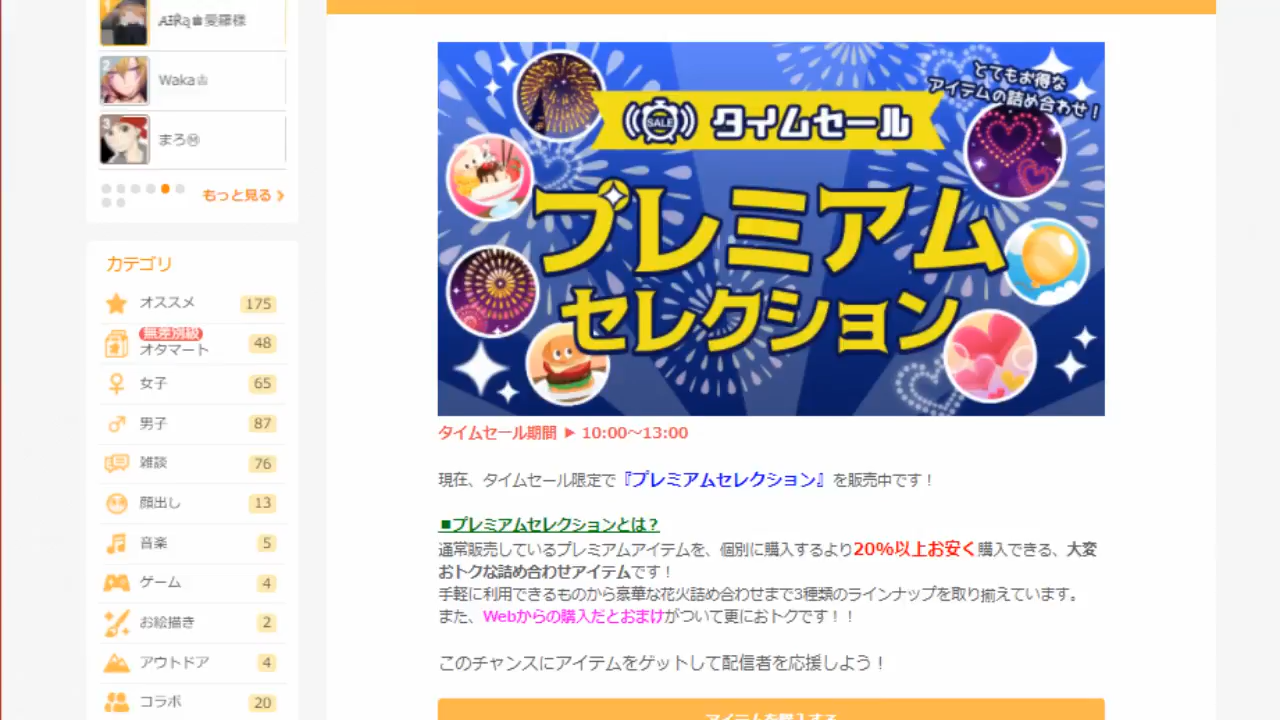 1
愛羅様
2
Waka
3
まろ
もっと見る
カテゴリ
オススメ 175
無差別級
オタマート 48
女子 65
男子 87
雑談 76
顔出し 13
音楽 5
ゲーム 4
お絵描き 2
アウトドア 4
コラボ 20
とてもお得な
アイテムの詰め合わせ！
SALE タイムセール
プレミアム
セレクション
タイムセール期間 ▶ 10:00～13:00
現在、タイムセール限定で『プレミアムセレクション』を販売中です！
■プレミアムセレクションとは？
通常販売しているプレミアムアイテムを、個別に購入するより20%以上お安く購入できる、大変
おトクな詰め合わせアイテムです！
手軽に利用できるものから豪華な花火詰め合わせまで3種類のラインナップを取り揃えています。
また、Webからの購入だとおまけがついて更におトクです！！
このチャンスにアイテムをゲットして配信者を応援しよう！
アイテムを購入する